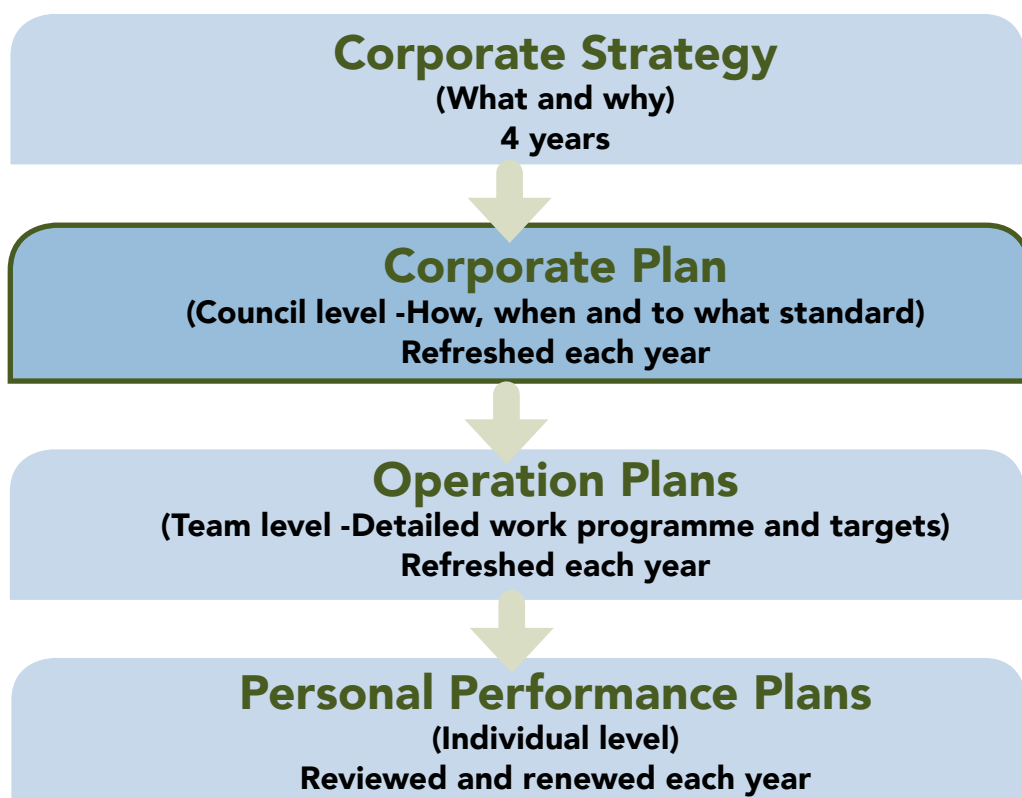 Corporate Strategy
(What and why)
4 years
Corporate Plan
(Council level -How, when and to what standard)
Refreshed each year
Operation Plans
(Team level -Detailed work programme and targets)
Refreshed each year
Personal Performance Plans
(Individual level)
Reviewed and renewed each year